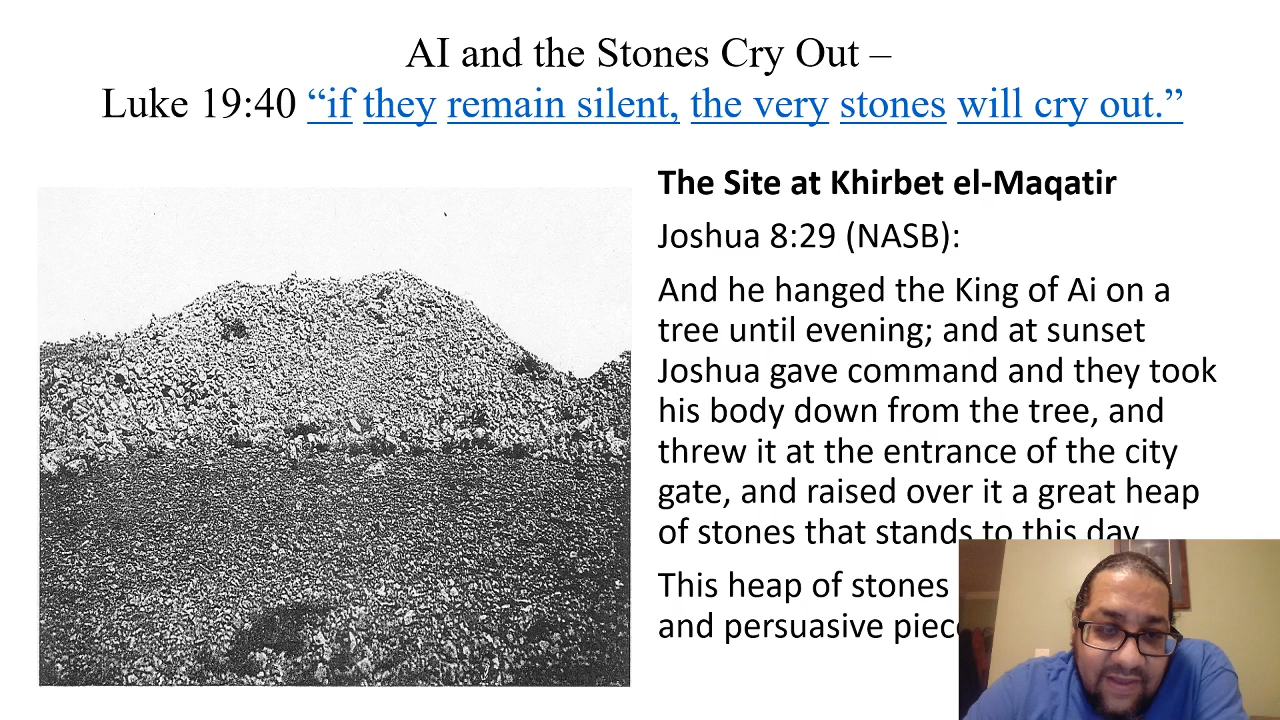 AI and the Stones Cry Out –
Luke 19:40 “if they remain silent, the very stones will cry out.”
The Site at Khirbet el-Maqatir
Joshua 8:29 (NASB):
And he hanged the King of Ai on a
tree until evening; and at sunset
Joshua gave command and they took
his body down from the tree, and
threw it at the entrance of the city
gate, and raised over it a great heap
of stones that stands to this day
This heap of stones
and persuasive